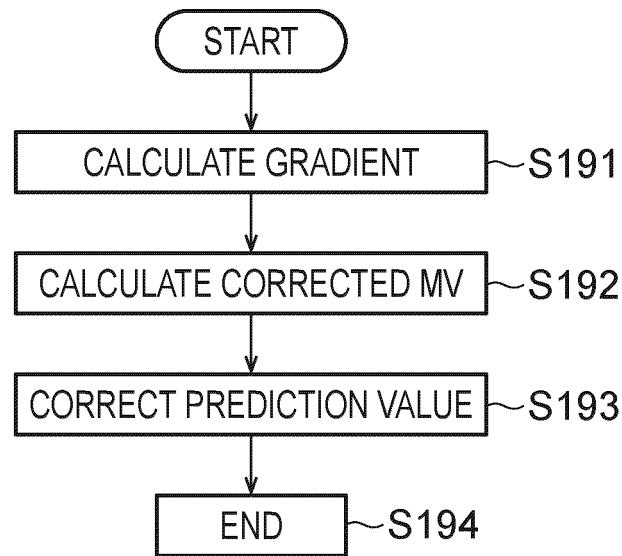 START
CALCULATE GRADIENT S191
CALCULATE CORRECTED MV S192
CORRECT PREDICTION VALUE S193
END S194